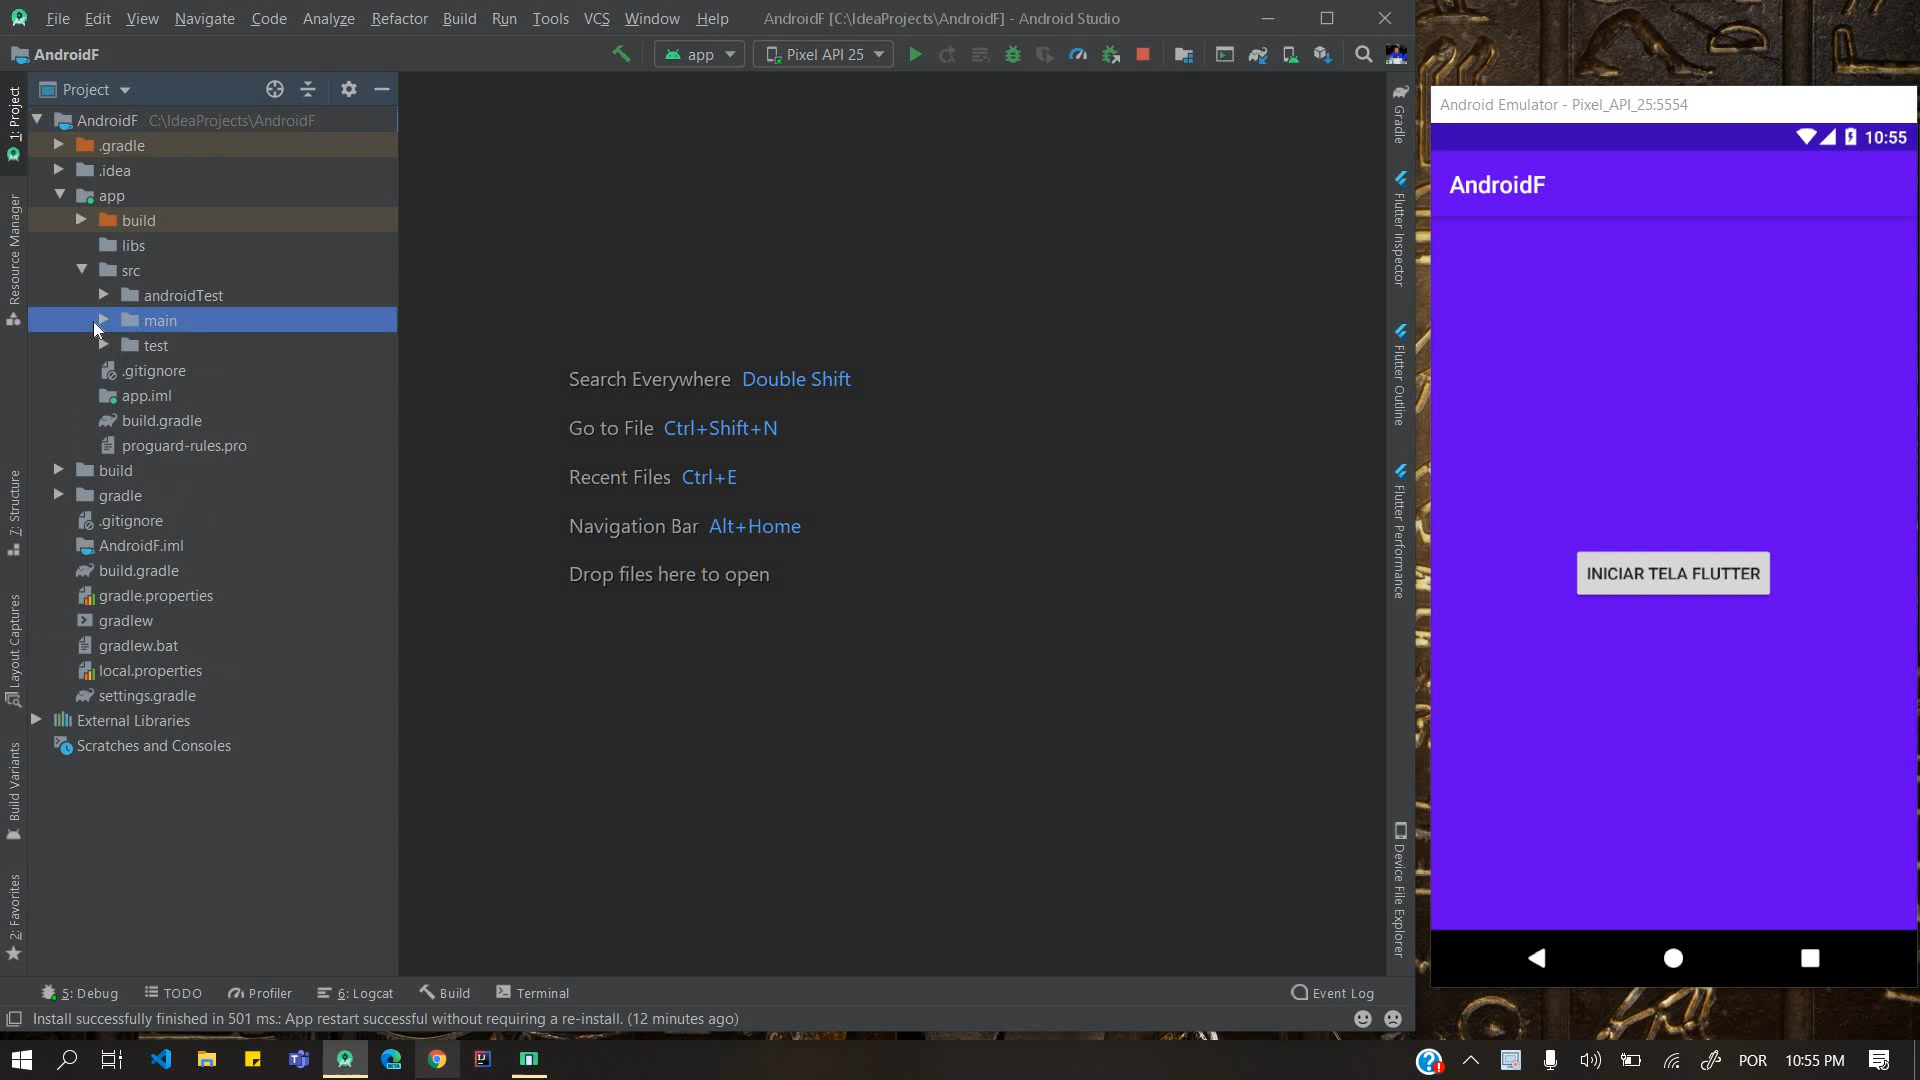 File Edit View Navigate Code Analyze Refactor Build Run Tools VCS Window Help AndroidF [C:\IdeaProjects\AndroidF] - Android Studio
AndroidF
app
Pixel API 25
Project
1: Project
Resource Manager
7: Structure
Layout Captures
Build Variants
2: Favorites
AndroidF C:\IdeaProjects\AndroidF
.gradle
.idea
app
build
libs
src
androidTest
main
test
.gitignore
app.iml
build.gradle
proguard-rules.pro
build
gradle
.gitignore
AndroidF.iml
build.gradle
gradle.properties
gradlew
gradlew.bat
local.properties
settings.gradle
External Libraries
Scratches and Consoles
Search Everywhere Double Shift
Go to File Ctrl+Shift+N
Recent Files Ctrl+E
Navigation Bar Alt+Home
Drop files here to open
Gradle
Flutter Inspector
Flutter Outline
Flutter Performance
Device File Explorer
Android Emulator - Pixel_API_25:5554
10:55
AndroidF
INICIAR TELA FLUTTER
5: Debug TODO Profiler 6: Logcat Build Terminal Event Log
Install successfully finished in 501 ms.: App restart successful without requiring a re-install. (12 minutes ago)
POR 10:55 PM